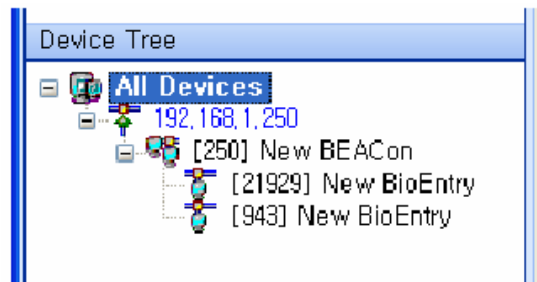 Device Tree
All Devices
192,168,1,250
[250] New BEACon
[21929] New BioEntry
[943] New BioEntry